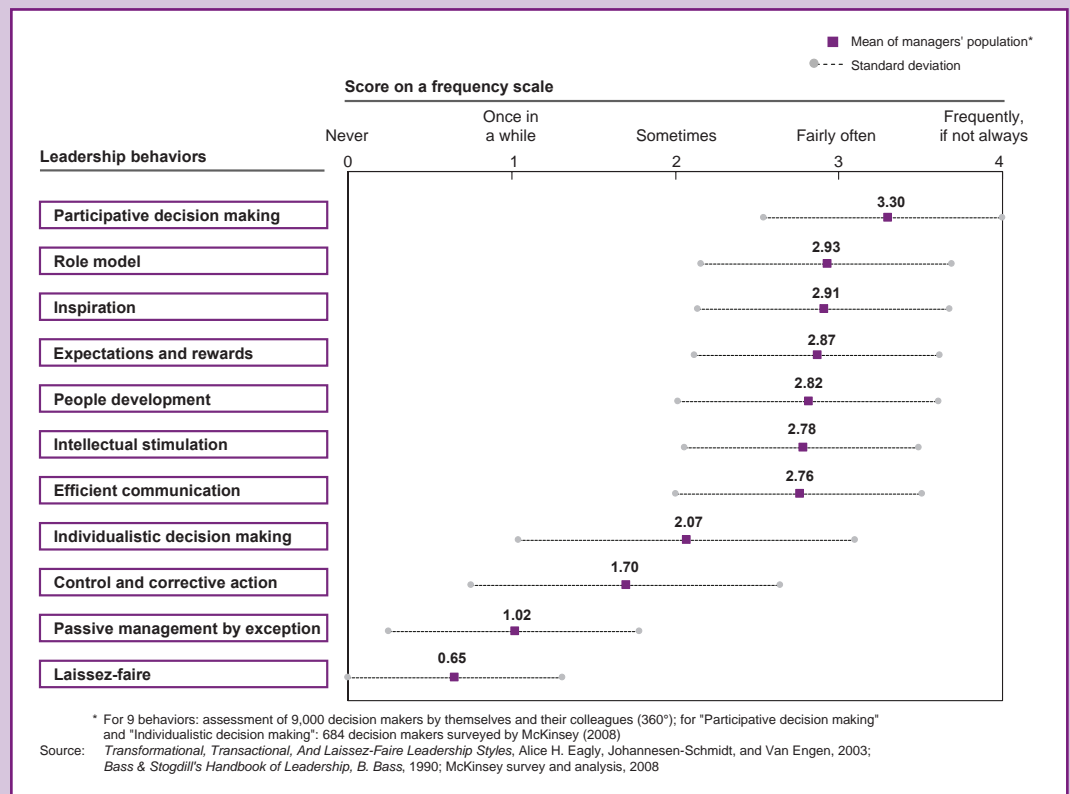 Mean of managers' population*
Standard deviation
Score on a frequency scale
Never
Once in
a while
Sometimes
Fairly often
Frequently,
if not always
Leadership behaviors
0 1 2 3 4
Participative decision making
3.30
Role model
2.93
Inspiration
2.91
Expectations and rewards
2.87
People development
2.82
Intellectual stimulation
2.78
Efficient communication
2.76
Individualistic decision making
2.07
Control and corrective action
1.70
Passive management by exception
1.02
Laissez-faire
0.65
* For 9 behaviors: assessment of 9,000 decision makers by themselves and their colleagues (360°); for "Participative decision making"
and "Individualistic decision making": 684 decision makers surveyed by McKinsey (2008)
Source: Transformational, Transactional, And Laissez-Faire Leadership Styles, Alice H. Eagly, Johannesen-Schmidt, and Van Engen, 2003;
Bass & Stogdill's Handbook of Leadership, B. Bass, 1990; McKinsey survey and analysis, 2008